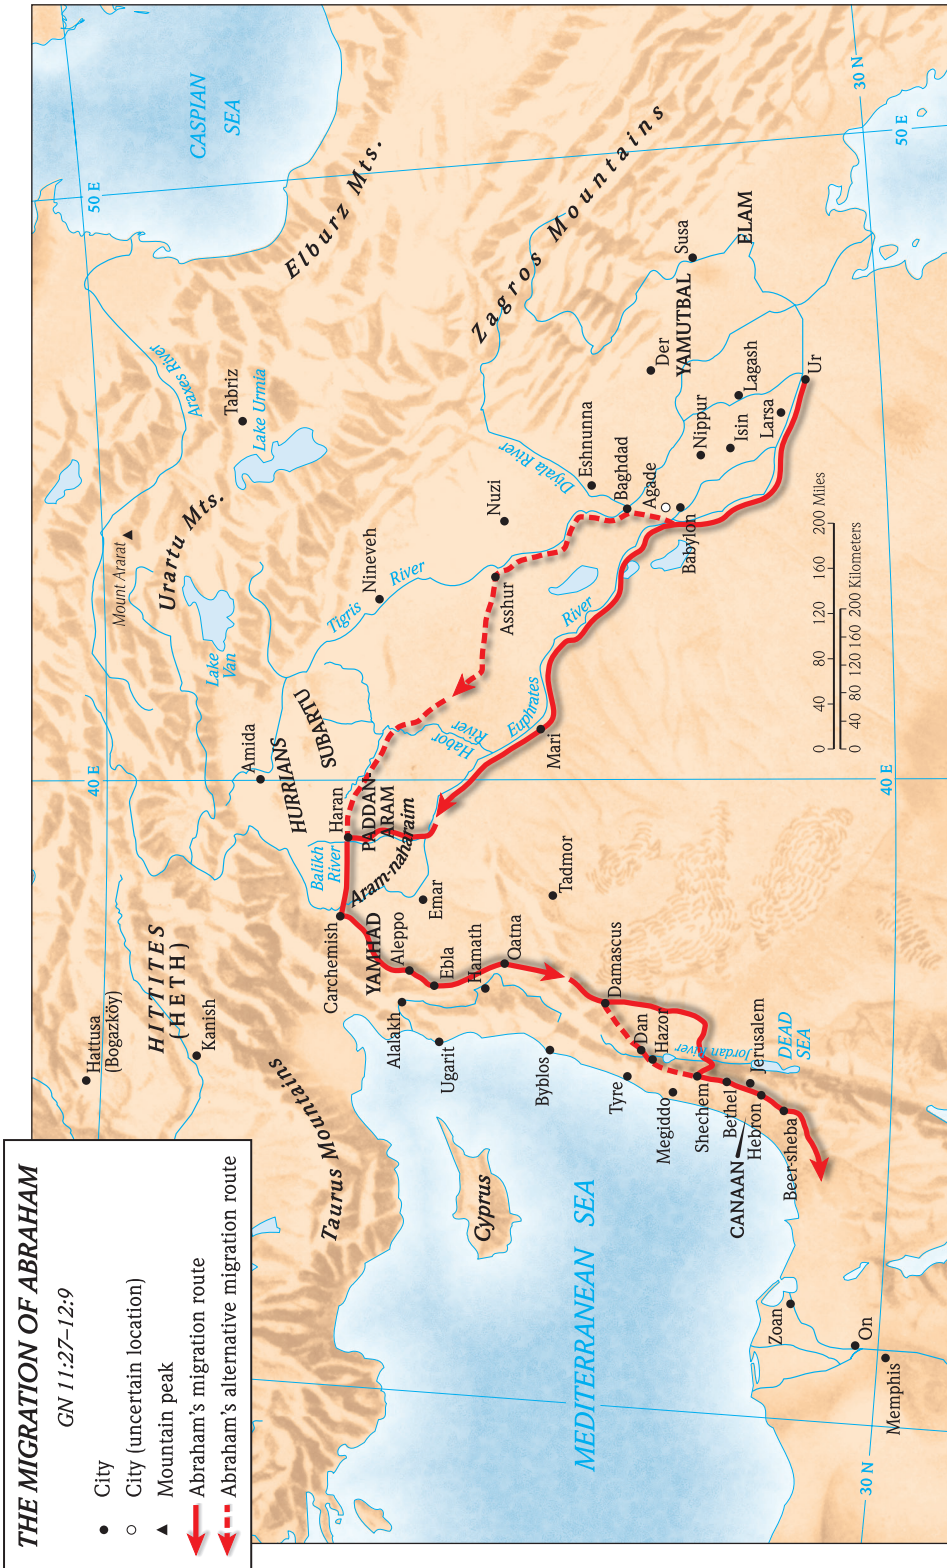 THE MIGRATION OF ABRAHAM
GN 11:27–12:9
City
City (uncertain location)
Mountain peak
Abraham's migration route
Abraham's alternative migration route
Hattusa
(Bogazköy)
HITTITES
(HETH)
Kanish
Taurus Mountains
Cyprus
MEDITERRANEAN SEA
40 E
50 E
CASPIAN
SEA
Araxes River
Mount Ararat
Urartu Mts.
Tabriz
Lake Urmia
Lake
Van
Elburz Mts.
Amida
HURRIANS
SUBARTU
Tigris
River
Nineveh
Nuzi
Asshur
Zagros Mountains
Diyala River
Eshnunna
Baghdad
Agade
Babylon
Der
YAMUTBAL
Susa
ELAM
Nippur
Isin
Lagash
Larsa
Ur
Carchemish
Balikh
River
Haran
PADDAN
ARAM
Aram-naharaim
Habor
River
Euphrates
River
Mari
YAMHAD
Aleppo
Emar
Alalakh
Ebla
Hamath
Qatna
Tadmor
Ugarit
Byblos
Damascus
Tyre
Dan
Hazor
Megiddo
Jordan River
Shechem
Bethel
Jerusalem
DEAD
SEA
CANAAN
Hebron
Beer-sheba
Zoan
On
Memphis
0 40 80 120 160 200 Miles
0 40 80 120 160 200 Kilometers
30 N
40 E
50 E
30 N